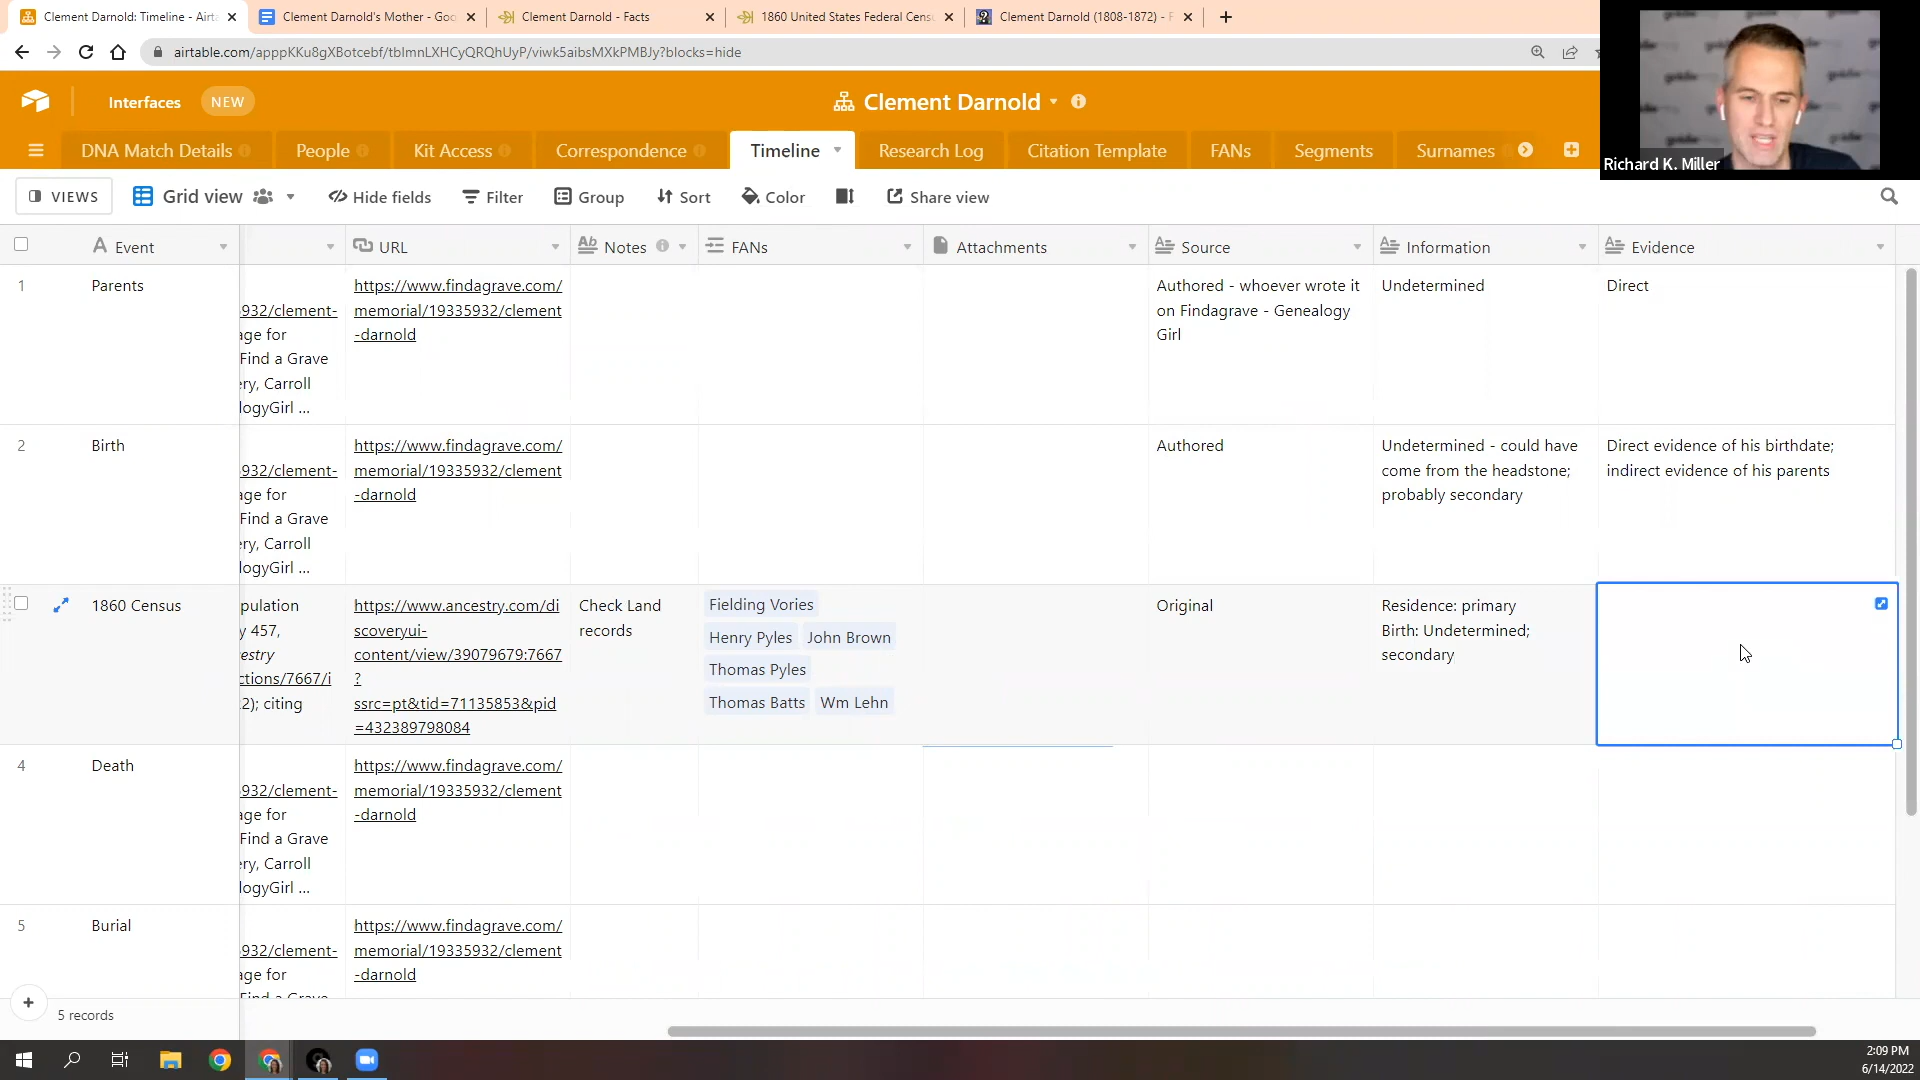 Clement Darnold: Timeline - Airta
Clement Darnold's Mother - Goo
Clement Darnold - Facts
1860 United States Federal Censu
Clement Darnold (1808-1872) - F
airtable.com/apppKKu8gXBotcebf/tblmnLXHCyQRQhUyP/viwk5aibsMXkPMBJy?blocks=hide
Interfaces
NEW
Clement Darnold
Richard K. Miller
DNA Match Details
People
Kit Access
Correspondence
Timeline
Research Log
Citation Template
FANs
Segments
Surnames
VIEWS
Grid view
Hide fields
Filter
Group
Sort
Color
Share view
Event
URL
Notes
FANs
Attachments
Source
Information
Evidence
1
Parents
932/clement-
age for
Find a Grave
ery, Carroll
logyGirl ...
https://www.findagrave.com/
memorial/19335932/clement
-darnold
Authored - whoever wrote it
on Findagrave - Genealogy
Girl
Undetermined
Direct
2
Birth
932/clement-
age for
Find a Grave
ery, Carroll
logyGirl ...
https://www.findagrave.com/
memorial/19335932/clement
-darnold
Authored
Undetermined - could have
come from the headstone;
probably secondary
Direct evidence of his birthdate;
indirect evidence of his parents
1860 Census
pulation
y 457,
estry
ctions/7667/i
2); citing
https://www.ancestry.com/di
scoveryui-
content/view/39079679:7667
?
ssrc=pt&tid=71135853&pid
=432389798084
Check Land
records
Fielding Vories
Henry Pyles John Brown
Thomas Pyles
Thomas Batts Wm Lehn
Original
Residence: primary
Birth: Undetermined;
secondary
4
Death
932/clement-
age for
Find a Grave
ery, Carroll
logyGirl ...
https://www.findagrave.com/
memorial/19335932/clement
-darnold
5
Burial
932/clement-
age for
Find a Grave
https://www.findagrave.com/
memorial/19335932/clement
-darnold
5 records
2:09 PM
6/14/2022